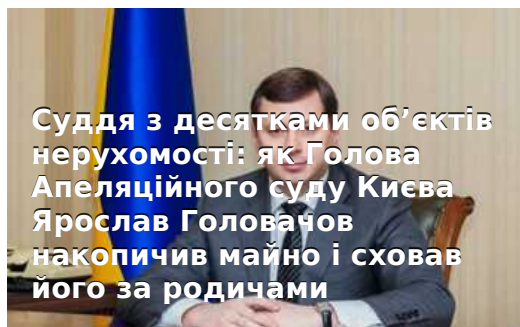 Суддя з десятками об’єктів
нерухомості: як Голова
Апеляційного суду Києва
Ярослав Головачов
накопичив майно і сховав
його за родичами